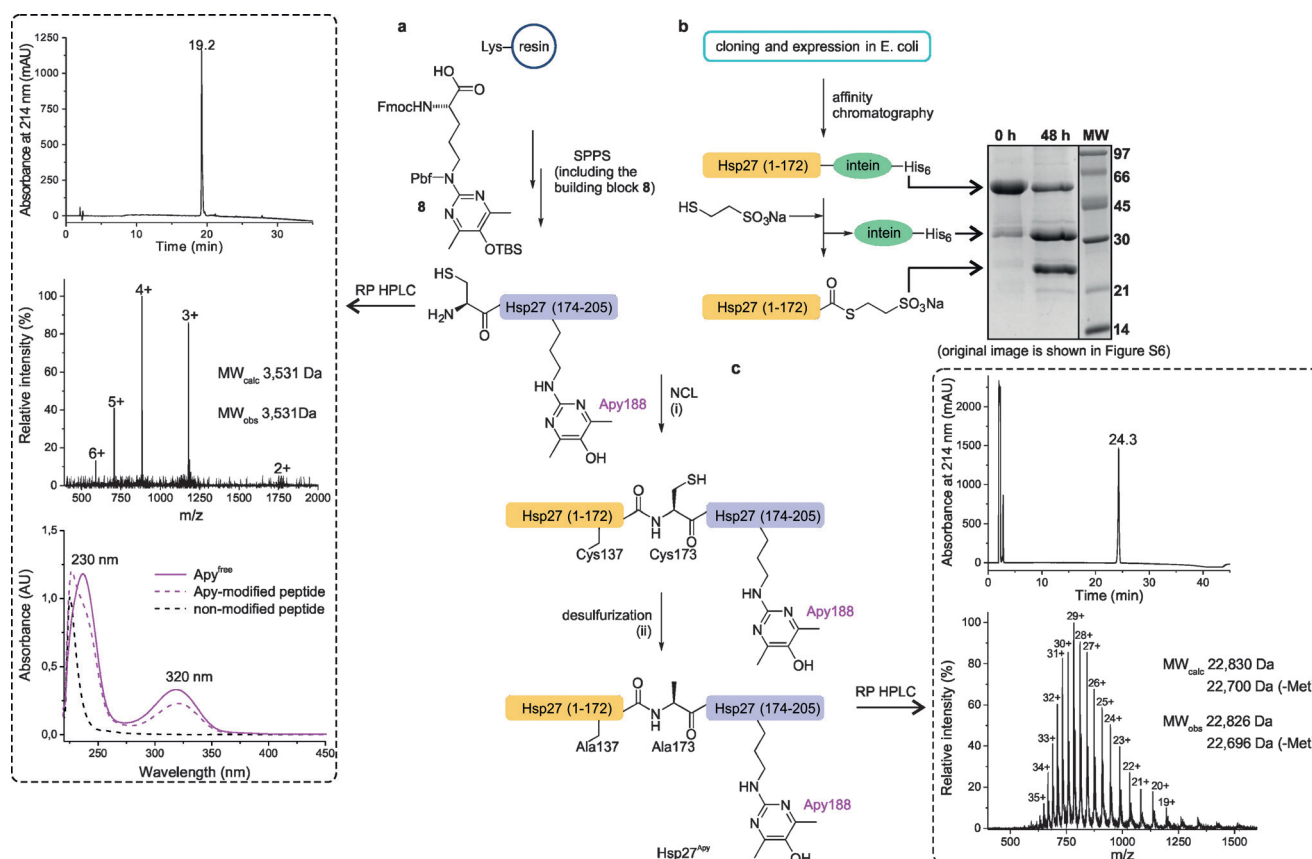 a
Lys
resin
HO
O
FmocHN
Pbf
N
N
N
8
OTBS
SPPS
(including the
building block 8)
HS
H₂N
O
Hsp27 (174-205)
HN
N
N
Apy188
OH
RP HPLC
Absorbance at 214 nm (mAU)
1250
1000
750
500
250
0
19.2
0
10
20
30
Time (min)
Relative intensity (%)
100
80
60
40
20
0
4+
3+
5+
6+
2+
MWcalc 3,531 Da
MWobs 3,531Da
500
750
1000
1250
1500
1750
2000
m/z
Absorbance (AU)
1,5
1,0
0,5
0,0
230 nm
320 nm
Apyfree
Apy-modified peptide
non-modified peptide
250
300
350
400
450
Wavelength (nm)
b
cloning and expression in E. coli
affinity
chromatography
Hsp27 (1-172)
intein
His₆
HS
SO₃Na
intein
His₆
Hsp27 (1-172)
O
S
SO₃Na
0 h
48 h
MW
97
66
45
30
21
14
(original image is shown in Figure S6)
c
NCL
(i)
Hsp27 (1-172)
O
N
H
SH
O
Hsp27 (174-205)
Cys137
Cys173
HN
N
N
Apy188
OH
desulfurization
(ii)
Hsp27 (1-172)
O
N
H
O
Hsp27 (174-205)
Ala137
Ala173
HN
N
N
Apy188
OH
Hsp27Apy
RP HPLC
Absorbance at 214 nm (mAU)
2000
1500
1000
500
0
24.3
0
20
40
Time (min)
Relative intensity (%)
100
80
60
40
20
0
35+
34+
33+
32+
31+
30+
29+
28+
27+
26+
25+
24+
23+
22+
21+
20+
19+
MWcalc 22,830 Da
22,700 Da (-Met
MWobs 22,826 Da
22,696 Da (-Met
500
750
1000
1250
1500
m/z